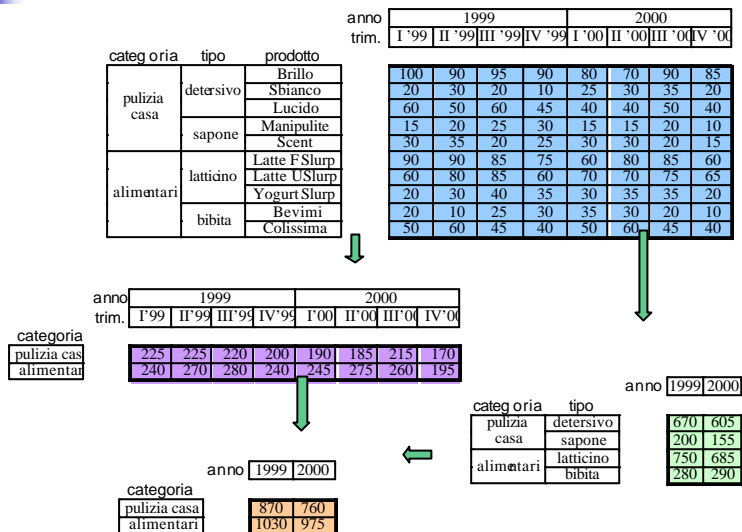 anno 1999 2000
trim. I '99 II '99 III '99 IV '99 I '00 II '00 III '00 IV '00
categ oria tipo prodotto
pulizia casa detersivo Brillo 100 90 95 90 80 70 90 85
Sbianco 20 30 20 10 25 30 35 20
Lucido 60 50 60 45 40 40 50 40
sapone Manipulite 15 20 25 30 15 15 20 10
Scent 30 35 20 25 30 30 20 15
alimentari latticino Latte F Slurp 90 90 85 75 60 80 85 60
Latte U Slurp 60 80 85 60 70 70 75 65
Yogurt Slurp 20 30 40 35 30 35 35 20
bibita Bevimi 20 10 25 30 35 30 20 10
Colissima 50 60 45 40 50 60 45 40
anno 1999 2000
trim. I'99 II'99 III'99 IV'99 I'00 II'00 III'00 IV'00
categoria
pulizia cas 225 225 220 200 190 185 215 170
alimentar 240 270 280 240 245 275 260 195
anno 1999 2000
categ oria tipo
pulizia casa detersivo 670 605
sapone 200 155
alimentari latticino 750 685
bibita 280 290
anno 1999 2000
categoria
pulizia casa 870 760
alimentari 1030 975